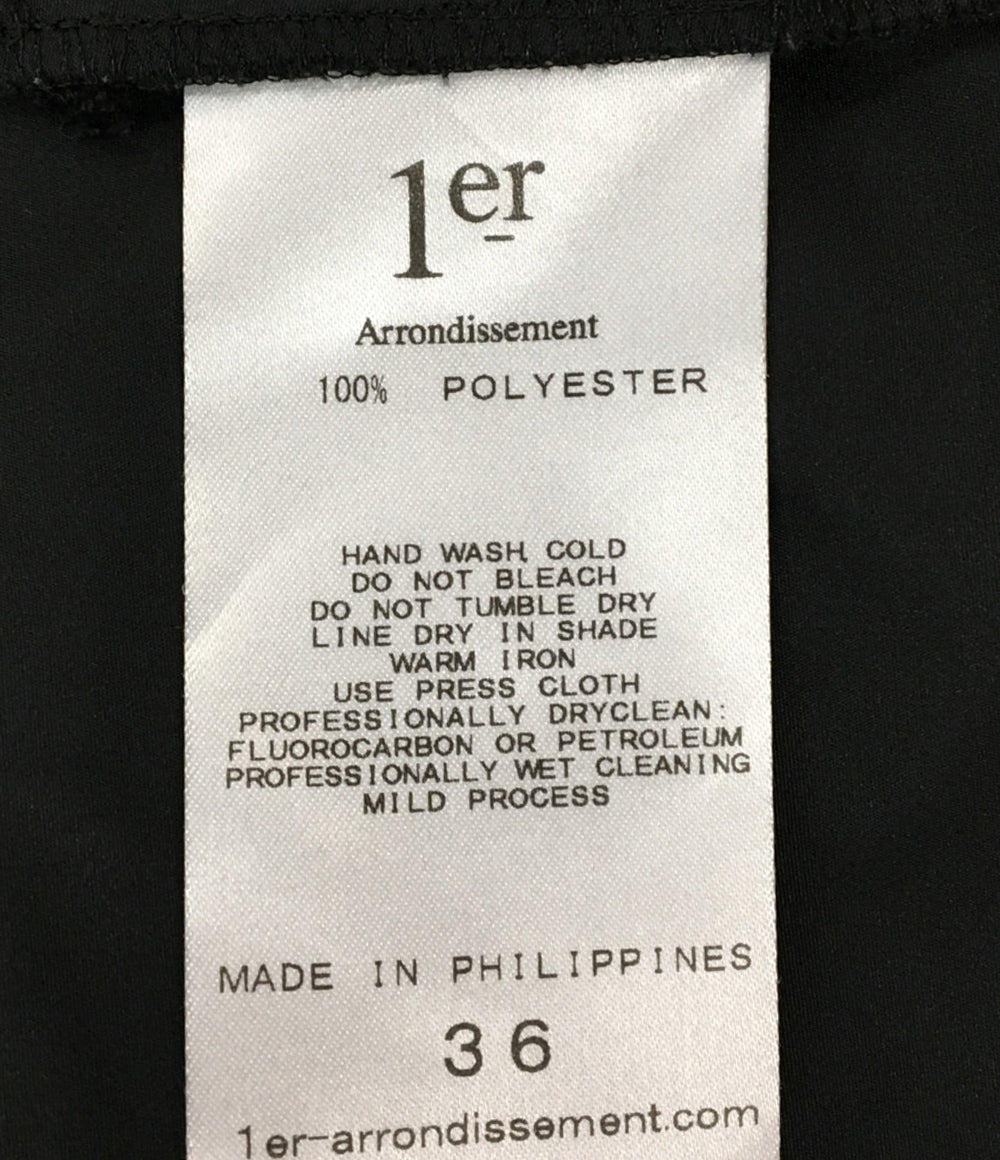 1er
Arrondissement
100% POLYESTER
HAND WASH COLD
DO NOT BLEACH
DO NOT TUMBLE DRY
LINE DRY IN SHADE
WARM IRON
USE PRESS CLOTH
PROFESSIONALLY DRYCLEAN:
FLUOROCARBON OR PETROLEUM
PROFESSIONALLY WET CLEANING
MILD PROCESS
MADE IN PHILIPPINES
36
1er-arrondissement.com